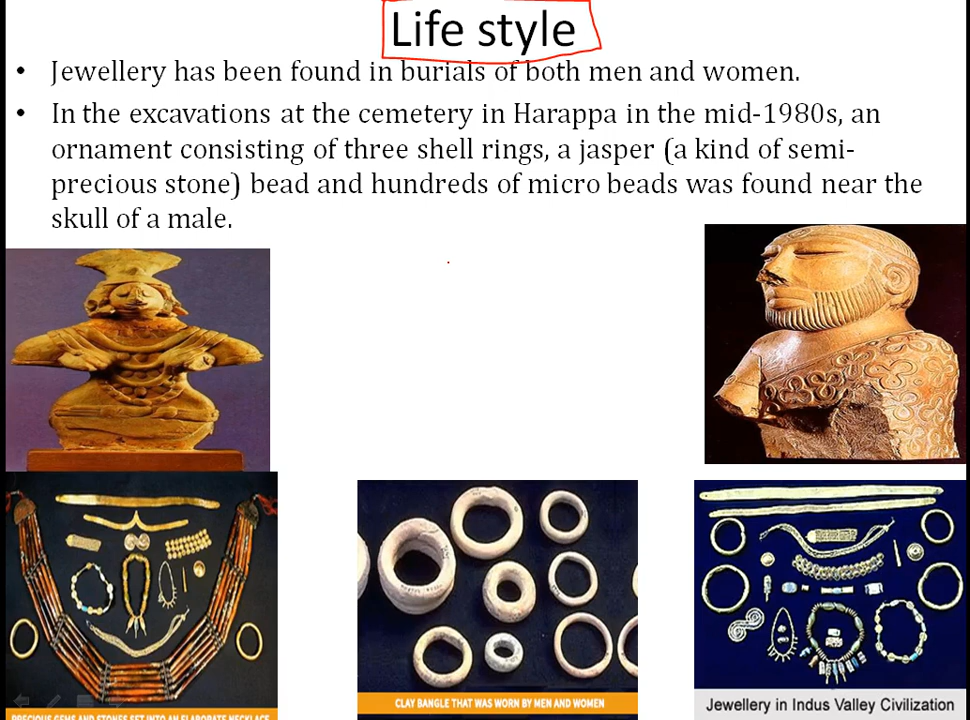 Life style
• Jewellery has been found in burials of both men and women.
• In the excavations at the cemetery in Harappa in the mid-1980s, an
ornament consisting of three shell rings, a jasper (a kind of semi-
precious stone) bead and hundreds of micro beads was found near the
skull of a male.
PRECIOUS GEMS AND STONES SET INTO AN ELABORATE NECKLACE
CLAY BANGLE THAT WAS WORN BY MEN AND WOMEN
Jewellery in Indus Valley Civilization